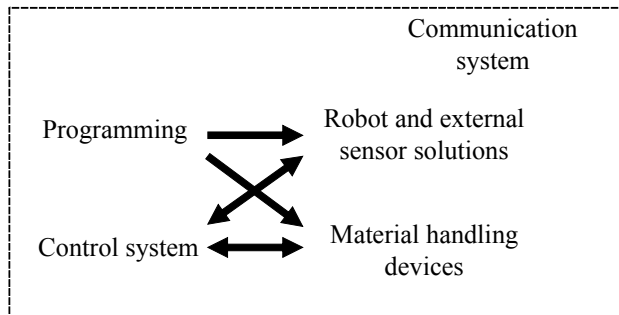 Communication
system
Programming
Robot and external
sensor solutions
Control system
Material handling
devices